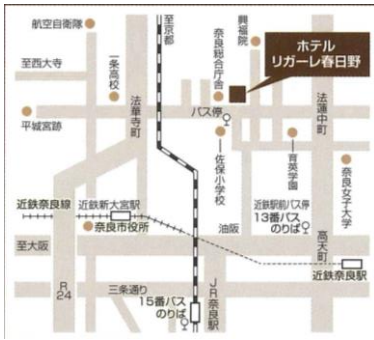 航空自衛隊
至京都
興福院
奈良総合庁舎
ホテル
リガーレ春日野
至西大寺
一条高校
法華寺町
バス停
法蓮中町
平城宮跡
佐保小学校
育英学園
奈良女子大学
近鉄奈良線
近鉄新大宮駅
近鉄駅前バス停
13番バス
のりば
奈良市役所
油阪
高天町
至大阪
近鉄奈良駅
R
24
三条通り
15番バス
のりば
JR奈良駅